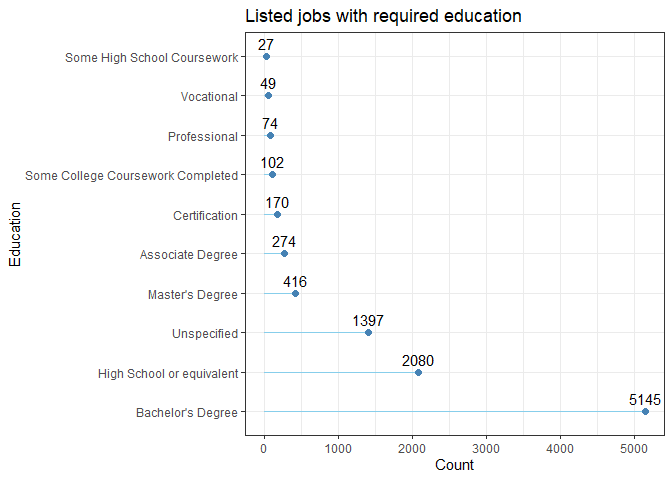 Listed jobs with required education
Education
Some High School Coursework 27
Vocational 49
Professional 74
Some College Coursework Completed 102
Certification 170
Associate Degree 274
Master's Degree 416
Unspecified 1397
High School or equivalent 2080
Bachelor's Degree 5145
0 1000 2000 3000 4000 5000
Count